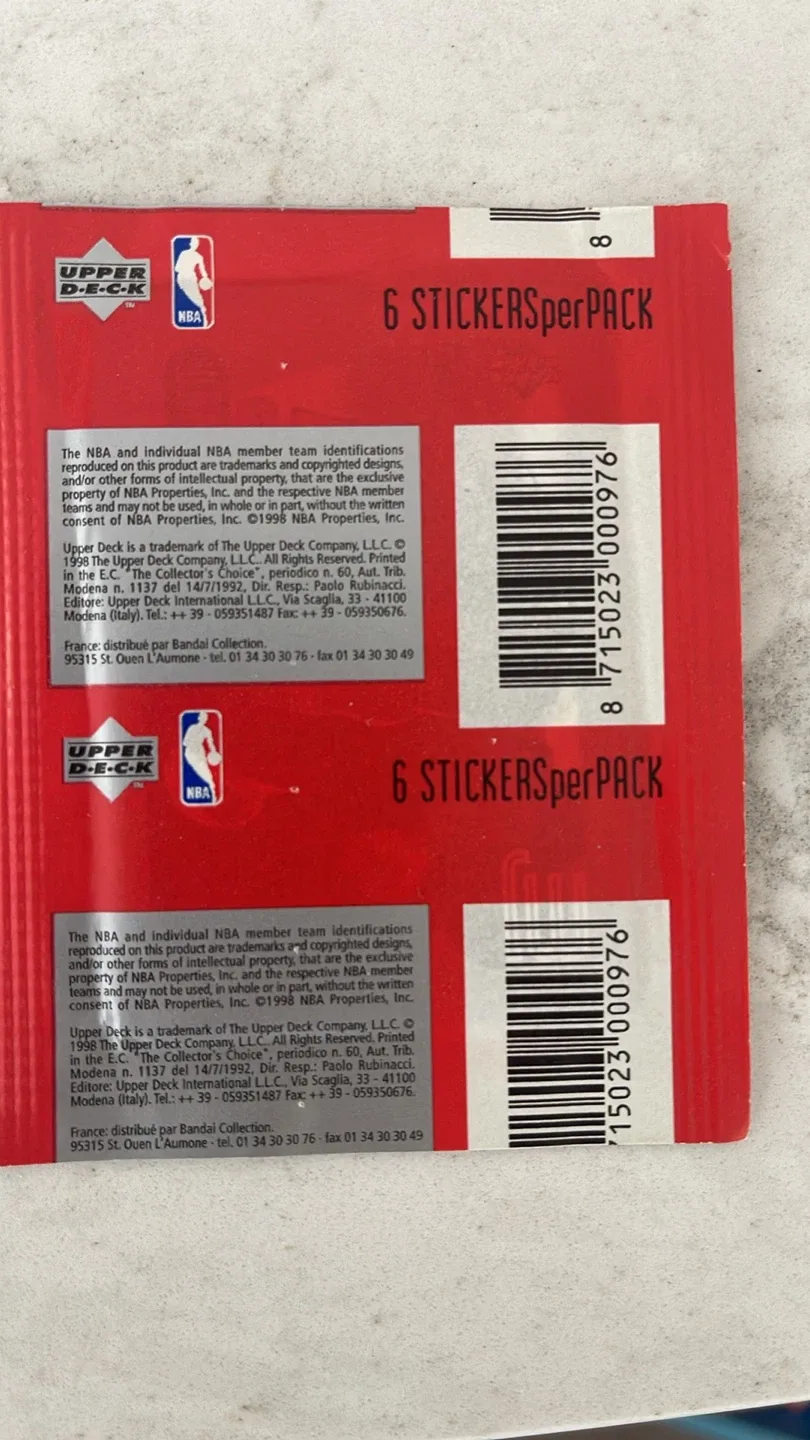 8
UPPER
D•E•C•K
TM
NBA
6 STICKERSperPACK
The NBA and individual NBA member team identifications
reproduced on this product are trademarks and copyrighted designs,
and/or other forms of intellectual property, that are the exclusive
property of NBA Properties, Inc. and the respective NBA member
teams and may not be used, in whole or in part, without the written
consent of NBA Properties, Inc. ©1998 NBA Properties, Inc.
Upper Deck is a trademark of The Upper Deck Company, L.L.C. ©
1998 The Upper Deck Company, L.L.C.. All Rights Reserved. Printed
in the E.C. "The Collector's Choice", periodico n. 60, Aut. Trib.
Modena n. 1137 del 14/7/1992, Dir. Resp.: Paolo Rubinacci.
Editore: Upper Deck International L.L.C., Via Scaglia, 33 - 41100
Modena (Italy). Tel.: ++ 39 - 059351487 Fax: ++ 39 - 059350676.
France: distribué par Bandai Collection.
95315 St. Ouen L'Aumone - tel. 01 34 30 30 76 - fax 01 34 30 30 49
8 715023 000976
UPPER
D•E•C•K
TM
NBA
6 STICKERSperPACK
The NBA and individual NBA member team identifications
reproduced on this product are trademarks and copyrighted designs,
and/or other forms of intellectual property, that are the exclusive
property of NBA Properties, Inc. and the respective NBA member
teams and may not be used, in whole or in part, without the written
consent of NBA Properties, Inc. ©1998 NBA Properties, Inc.
Upper Deck is a trademark of The Upper Deck Company, L.L.C. ©
1998 The Upper Deck Company, L.L.C.. All Rights Reserved. Printed
in the E.C. "The Collector's Choice", periodico n. 60, Aut. Trib.
Modena n. 1137 del 14/7/1992, Dir. Resp.: Paolo Rubinacci.
Editore: Upper Deck International L.L.C., Via Scaglia, 33 - 41100
Modena (Italy). Tel.: ++ 39 - 059351487 Fax: ++ 39 - 059350676.
France: distribué par Bandai Collection.
95315 St. Ouen L'Aumone - tel. 01 34 30 30 76 - fax 01 34 30 30 49
715023 000976